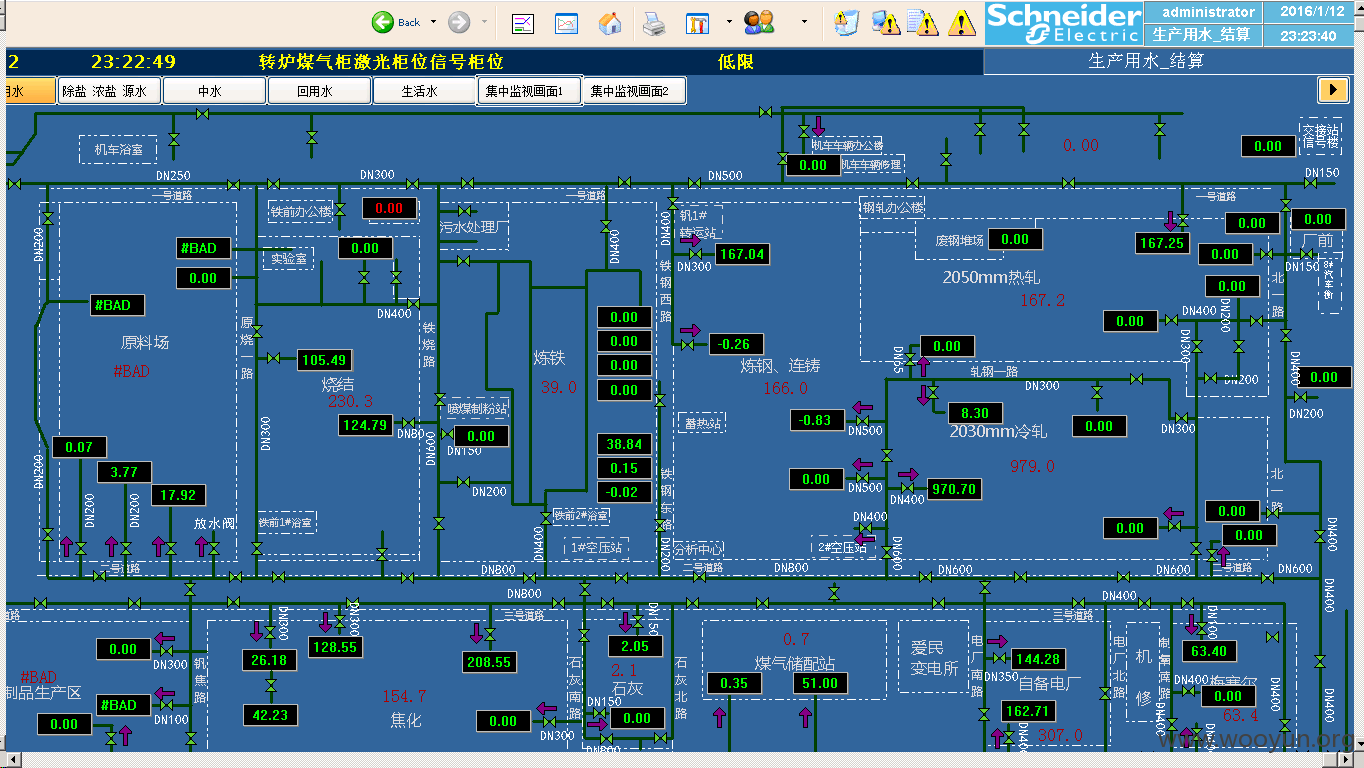 Back
Schneider Electric
administrator
2016/1/12
生产用水_结算
23:23:40
2
23:22:49
转炉煤气柜激光柜位信号柜位
低限
生产用水_结算
用水
除盐 浓盐 源水
中水
回用水
生活水
集中监视画面1
集中监视画面2
机车浴室
机车车辆办公楼
机车车辆修理
0.00
0.00
0.00
交接站
信号楼
DN250
DN300
DN500
DN150
一号道路
一号道路
一号道路
铁前办公楼
0.00
污水处理厂
钒1#
转运站
钢轧办公楼
废钢堆场
0.00
167.25
0.00
0.00
厂前
#BAD
实验室
0.00
DN300
167.04
0.00
DN150
0.00
2050mm热轧
167.2
0.00
#BAD
DN400
DN200
DN400
DN400
原料场
#BAD
原烧一路
铁烧路
铁钢西路
北一路
0.00
0.00
0.00
0.00
炼铁
39.0
0.00
DN400
DN200
DN300
105.49
烧结
230.3
-0.26
炼钢、连铸
166.0
0.00
DN65
轧钢一路
DN300
DN200
DN400
0.00
DN200
124.79
DN80
喷煤制粉站
0.00
DN150
DN600
DN300
蓄热站
-0.83
DN500
8.30
2030mm冷轧
979.0
0.00
DN300
0.07
3.77
17.92
DN200
DN200
DN200
放水阀
38.84
0.15
-0.02
DN200
0.00
DN500
DN400
970.70
北一路
铁钢东路
铁前1#浴室
铁前2#浴室
1#空压站
DN400
DN200
分析中心
DN400
2#空压站
DN600
0.00
0.00
0.00
DN400
二号道路
DN800
二号道路
DN800
DN600
DN600
二号道路
DN600
DN800
DN400
DN400
道路
三号道路
三号道路
0.00
DN300
#BAD
制品生产区
#BAD
DN100
0.00
钒焦路
DN300
26.18
42.23
128.55
DN300
154.7
焦化
208.55
0.00
DN300
石灰南路
DN150
2.05
2.1
石灰
DN150
0.00
DN800
石灰北路
0.7
煤气储配站
0.35
51.00
爱民
变电所
电厂南路
144.28
DN350
自备电厂
162.71
DN400
307.0
电厂北路
机修
DN400
制氧南路
DN100
63.40
DN400
梅塞尔
0.00
63.4
DN400
DN400
www.wooyun.org